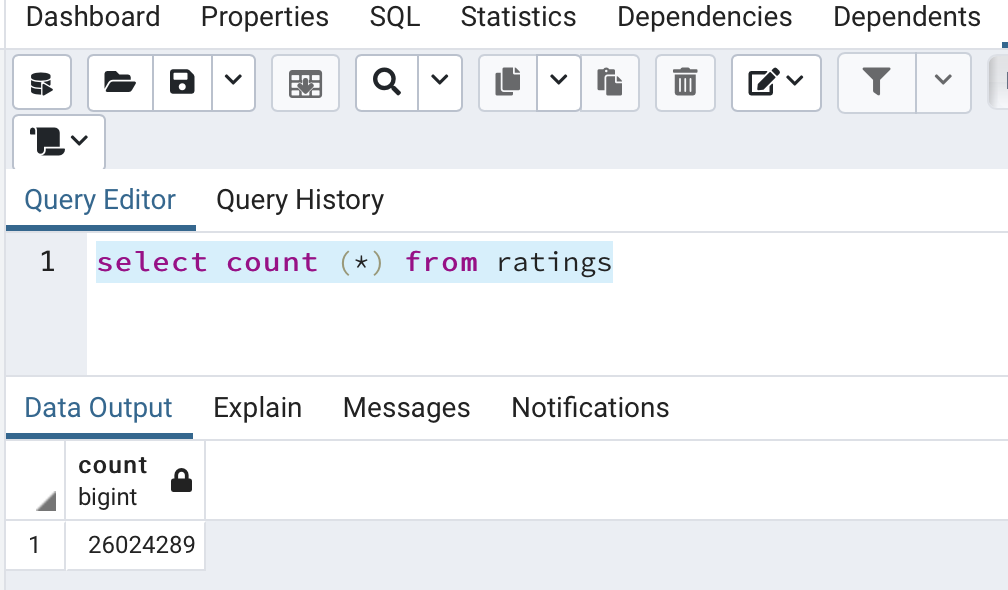 Dashboard Properties SQL Statistics Dependencies Dependents
Query Editor Query History
1 select count (*) from ratings
Data Output Explain Messages Notifications
count
bigint
1 26024289